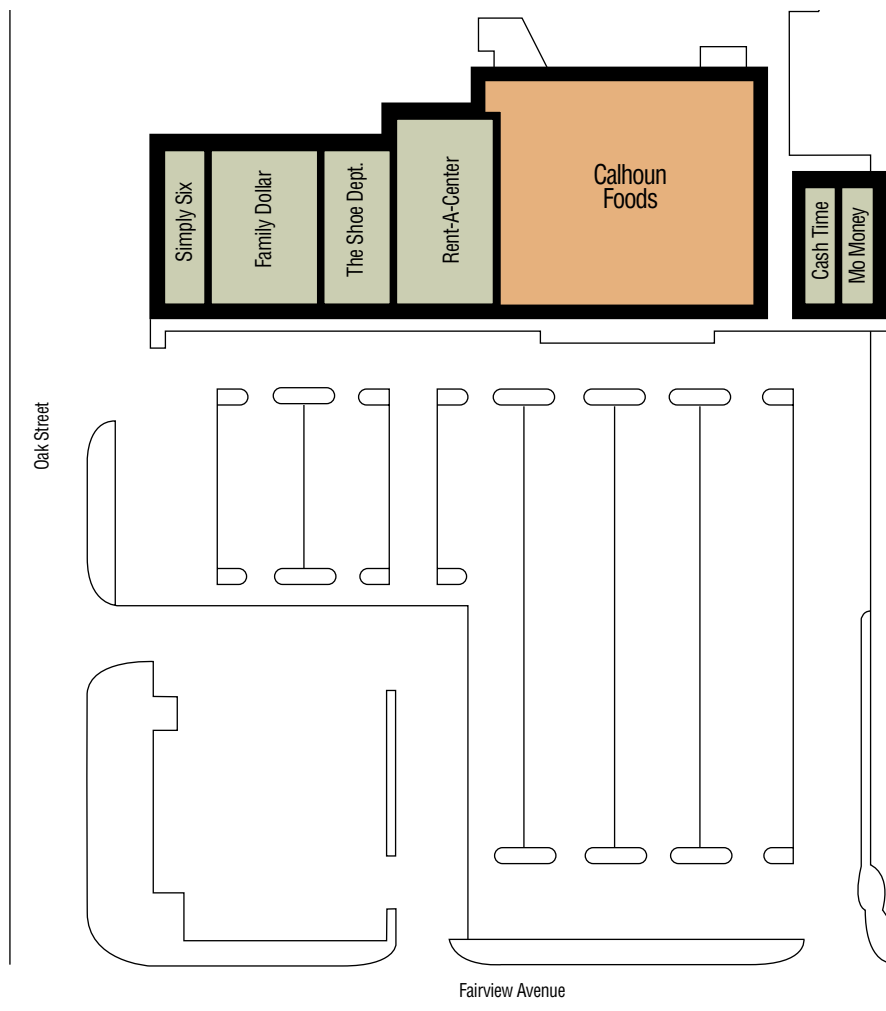 Simply Six
Family Dollar
The Shoe Dept.
Rent-A-Center
Calhoun
Foods
Cash Time
Mo Money
Oak Street
Fairview Avenue